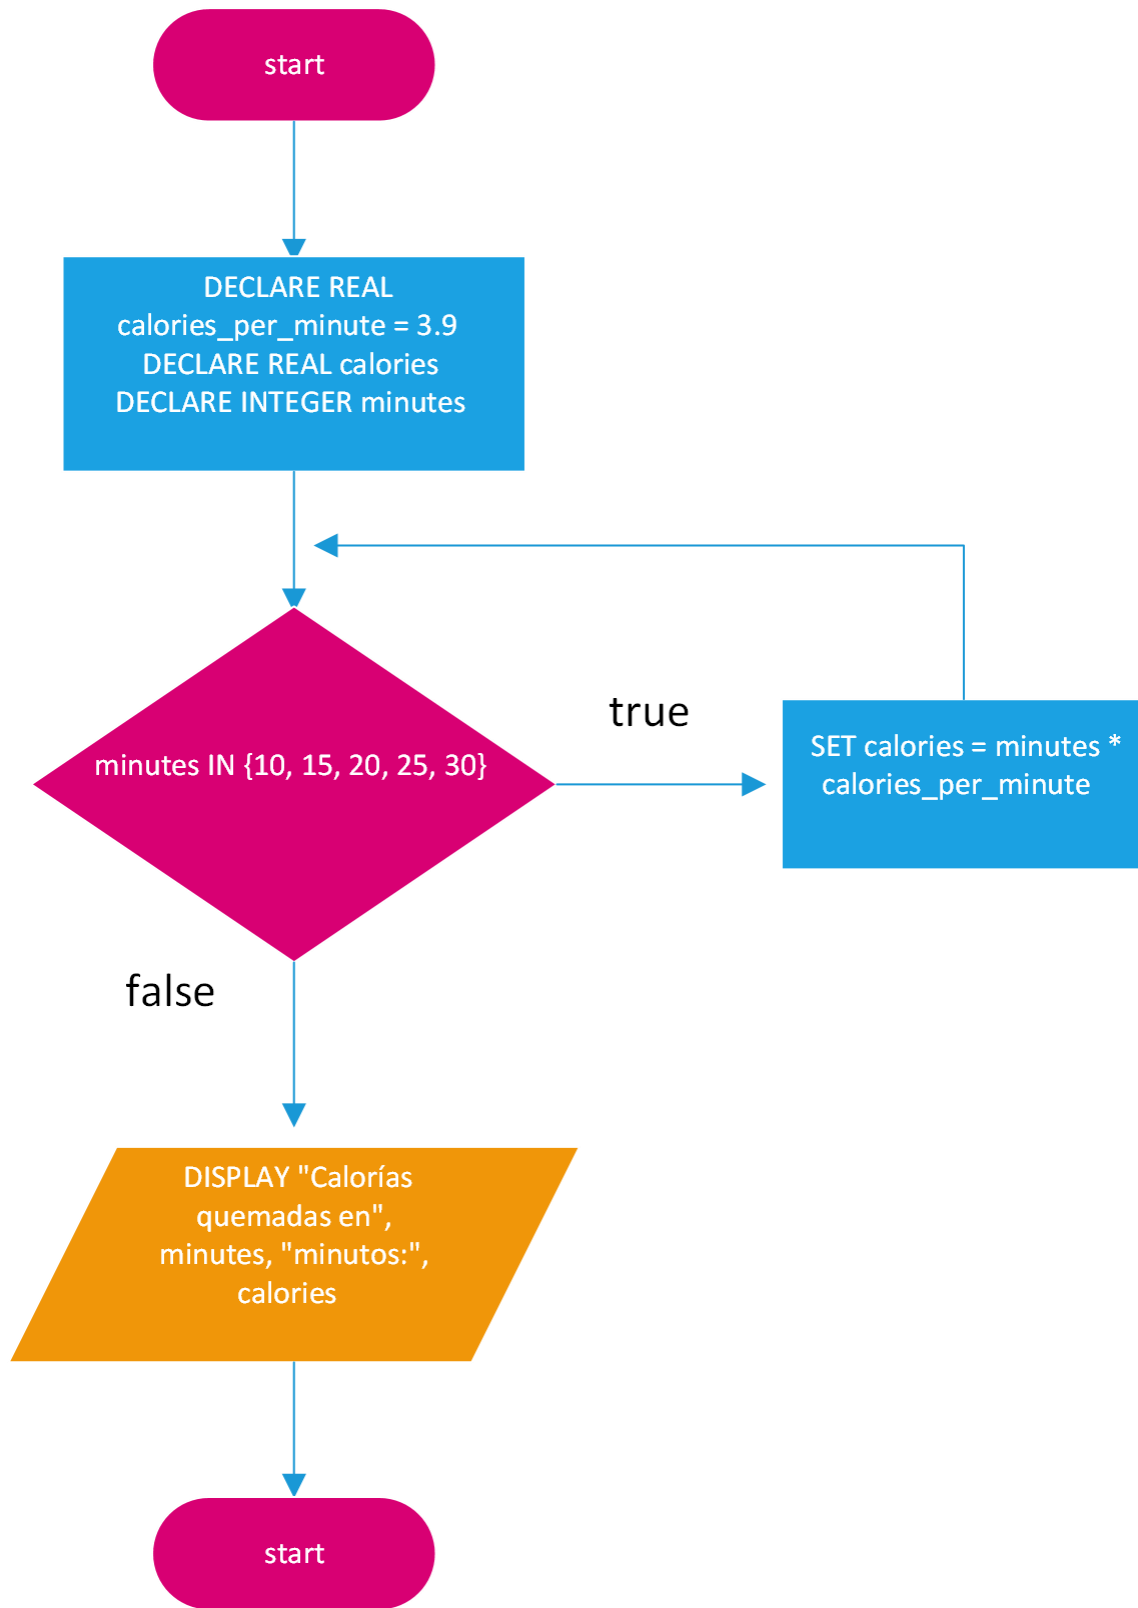 start
DECLARE REAL
calories_per_minute = 3.9
DECLARE REAL calories
DECLARE INTEGER minutes
minutes IN {10, 15, 20, 25, 30}
true
SET calories = minutes *
calories_per_minute
false
DISPLAY "Calorías
quemadas en",
minutes, "minutos:",
calories
start